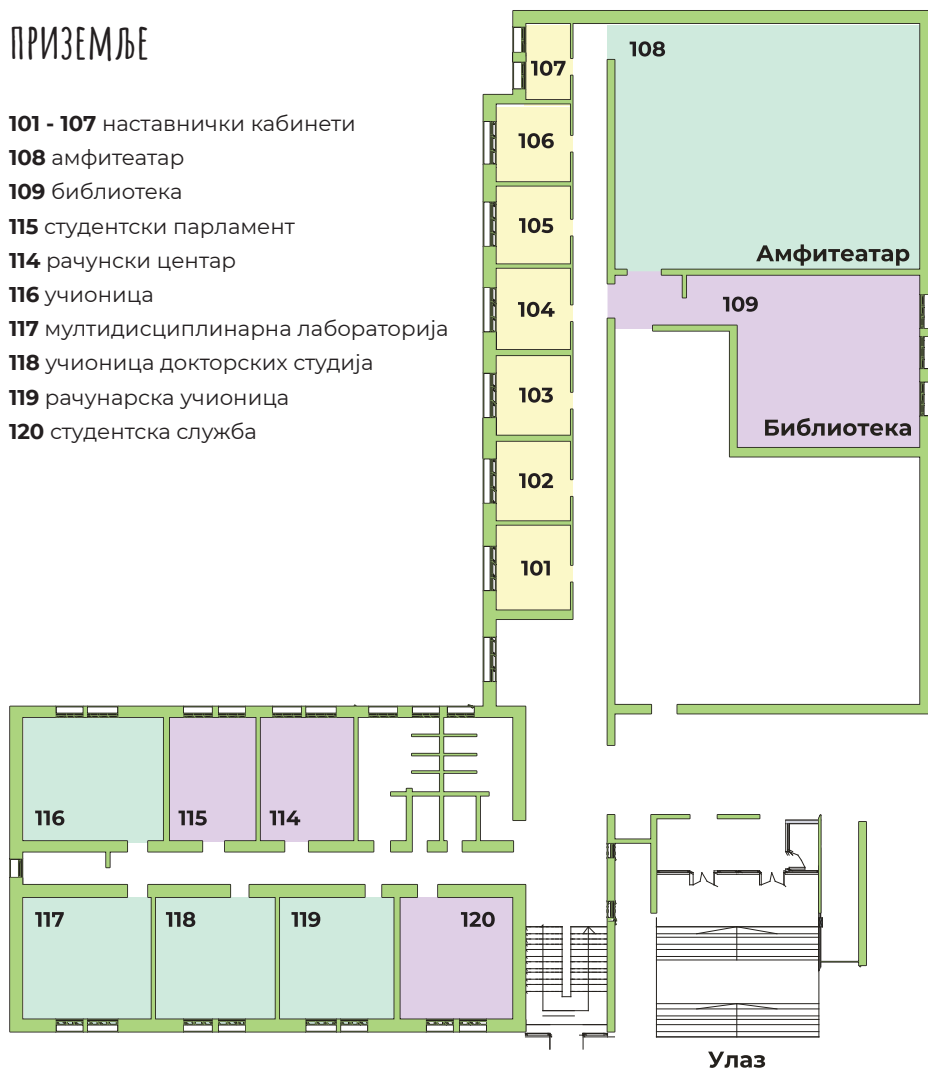 ПРИЗЕМЉЕ
101 - 107 наставнички кабинети
108 амфитеатар
109 библиотека
115 студентски парламент
114 рачунски центар
116 учионица
117 мултидисциплинарна лабораторија
118 учионица докторских студија
119 рачунарска учионица
120 студентска служба
107
108
106
105
Амфитеатар
104
109
103
Библиотека
102
101
116
115
114
117
118
119
120
Улаз